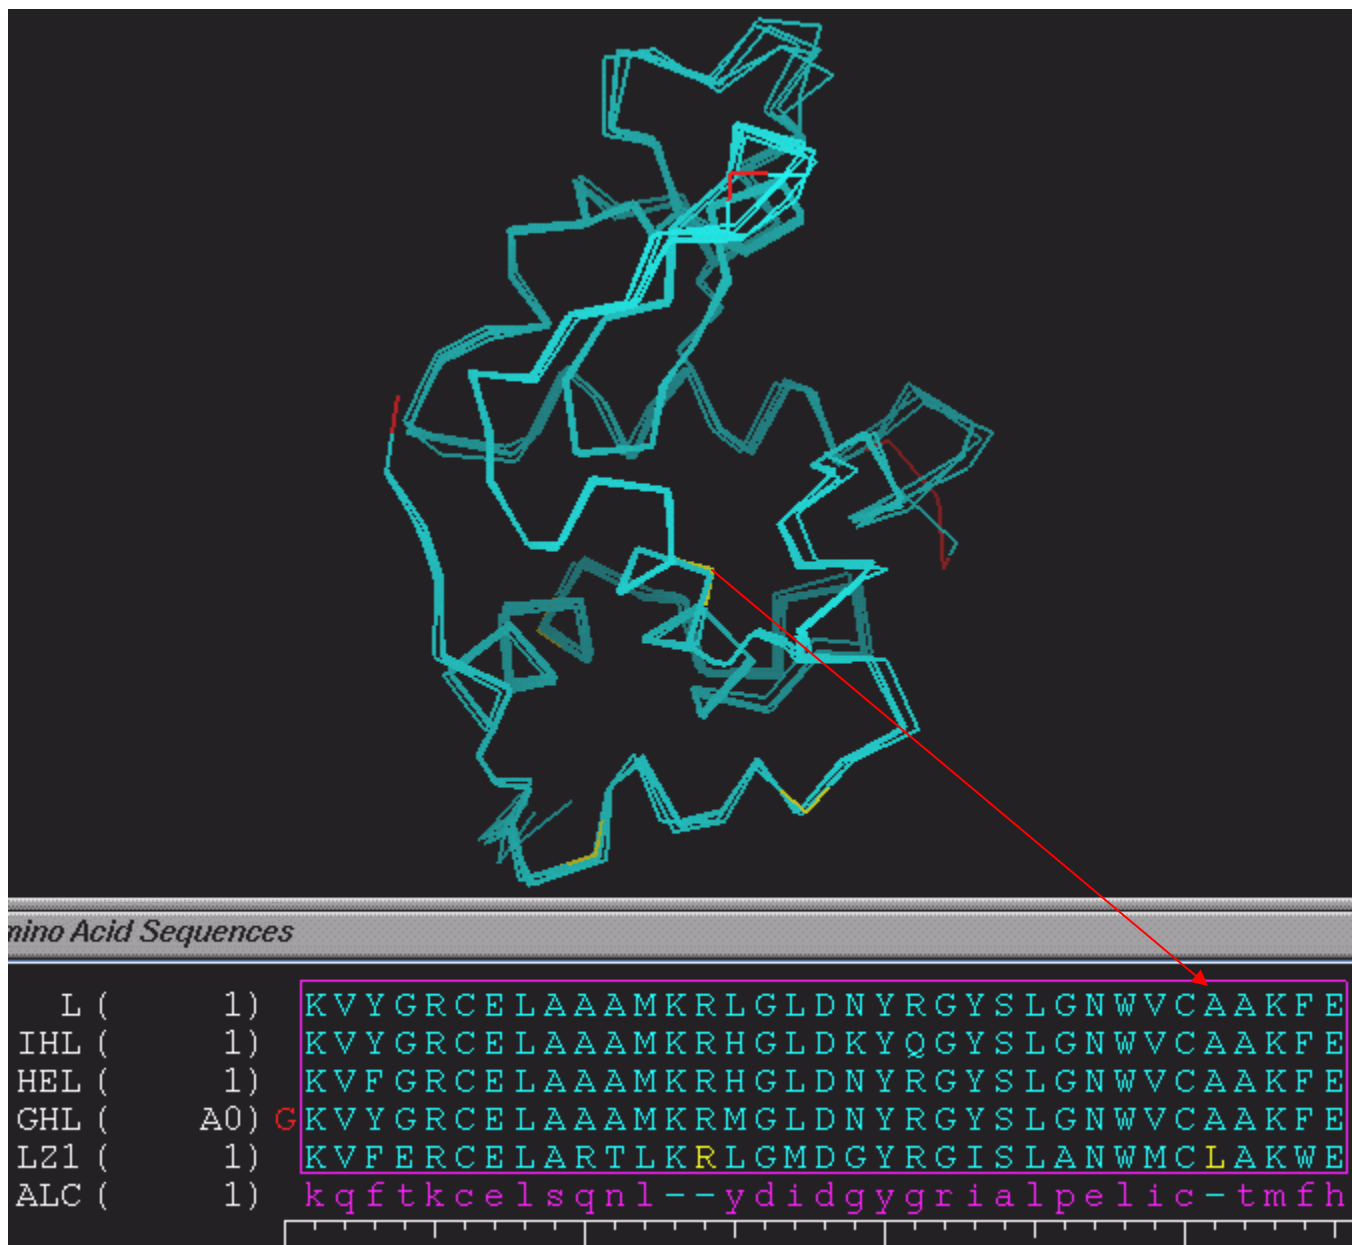 mino Acid Sequences
L ( 1) KVYGRCELAAAMKRLGLDNYRGYSLGNWVCAAKFE
IHL ( 1) KVYGRCELAAAMKRHGLDKYQGYSLGNWVCAAKFE
HEL ( 1) KVFGRCELAAAMKRHGLDNYRGYSLGNWVCAAKFE
GHL ( A0) GKVYGRCELAAAMKRMGLDNYRGYSLGNWVCAAKFE
LZ1 ( 1) KVFERCELARTLKRLGMDGYRGISLANWMCLAKWE
ALC ( 1) kqftkcelsqnl--ydidgygrialpelic-tmfh